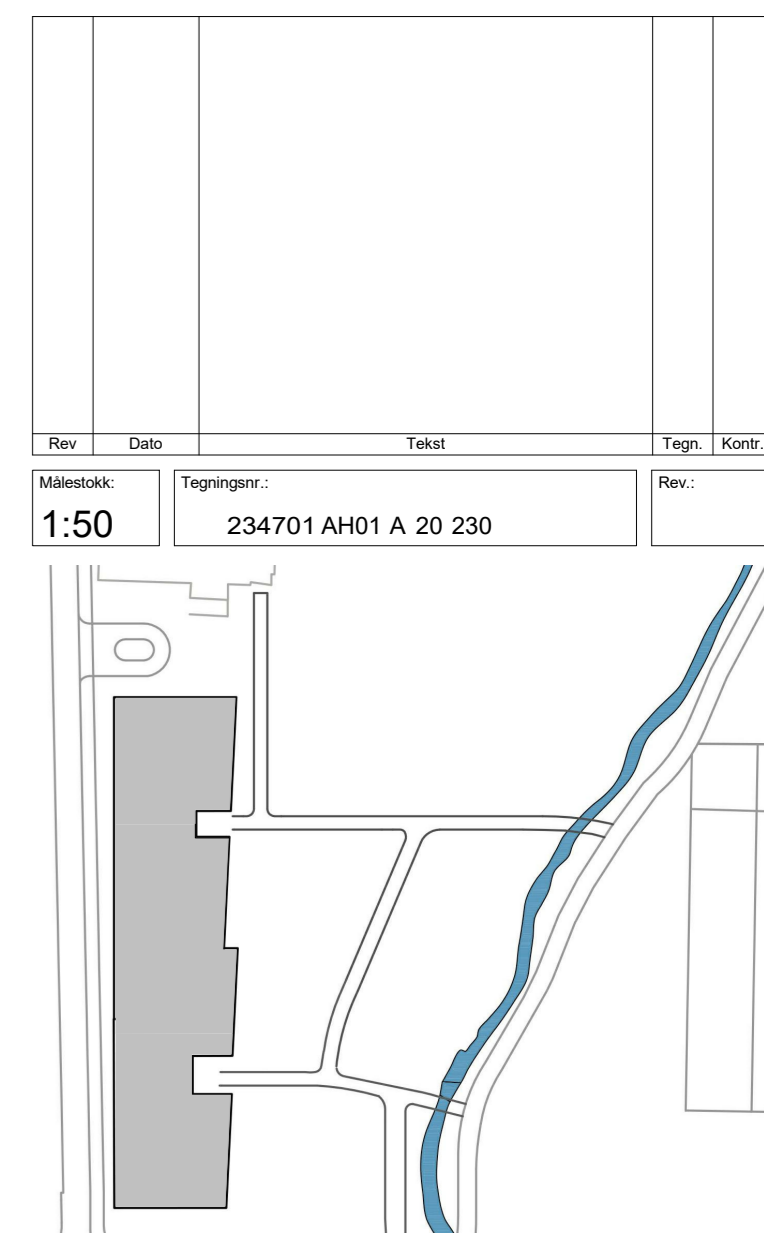 Rev Dato Tekst Tegn. Kontr.
Målestokk: Tegningsnr.: Rev.:
1:50 234701 AH01 A 20 230